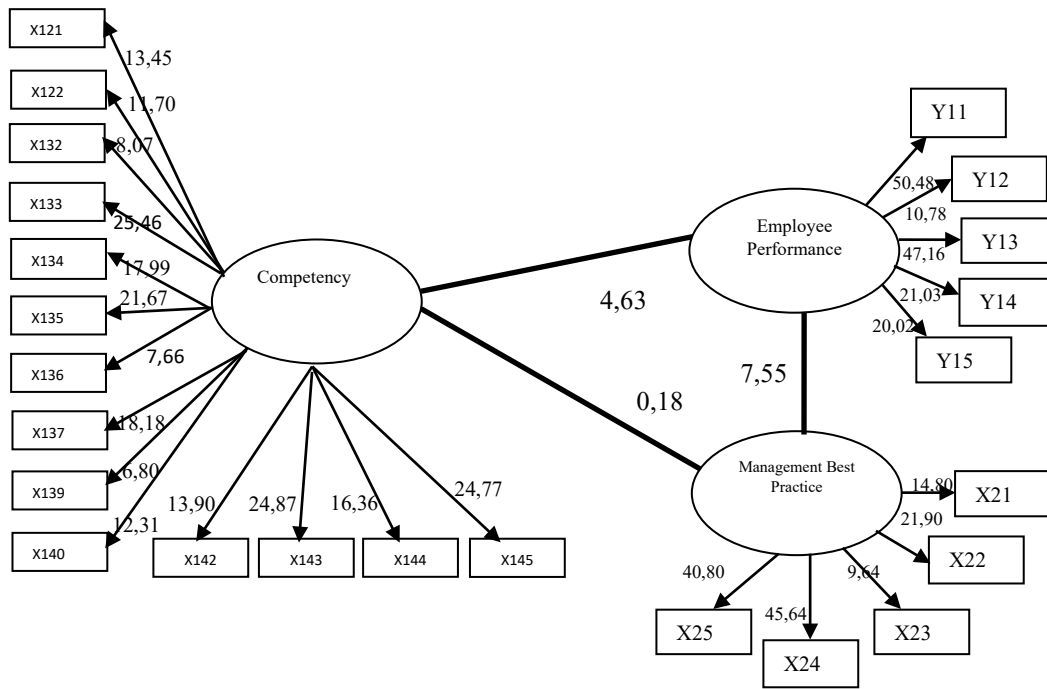 X121
13,45
X122
11,70
X132
8,07
X133
25,46
X134
17,99
X135
21,67
X136
7,66
X137
18,18
X139
6,80
X140
12,31
Competency
13,90
24,87
16,36
24,77
X142
X143
X144
X145
4,63
0,18
7,55
Employee
Performance
Y11
50,48
Y12
10,78
Y13
47,16
Y14
21,03
Y15
20,02
Management Best
Practice
14,80
X21
21,90
X22
9,64
X23
45,64
X24
40,80
X25